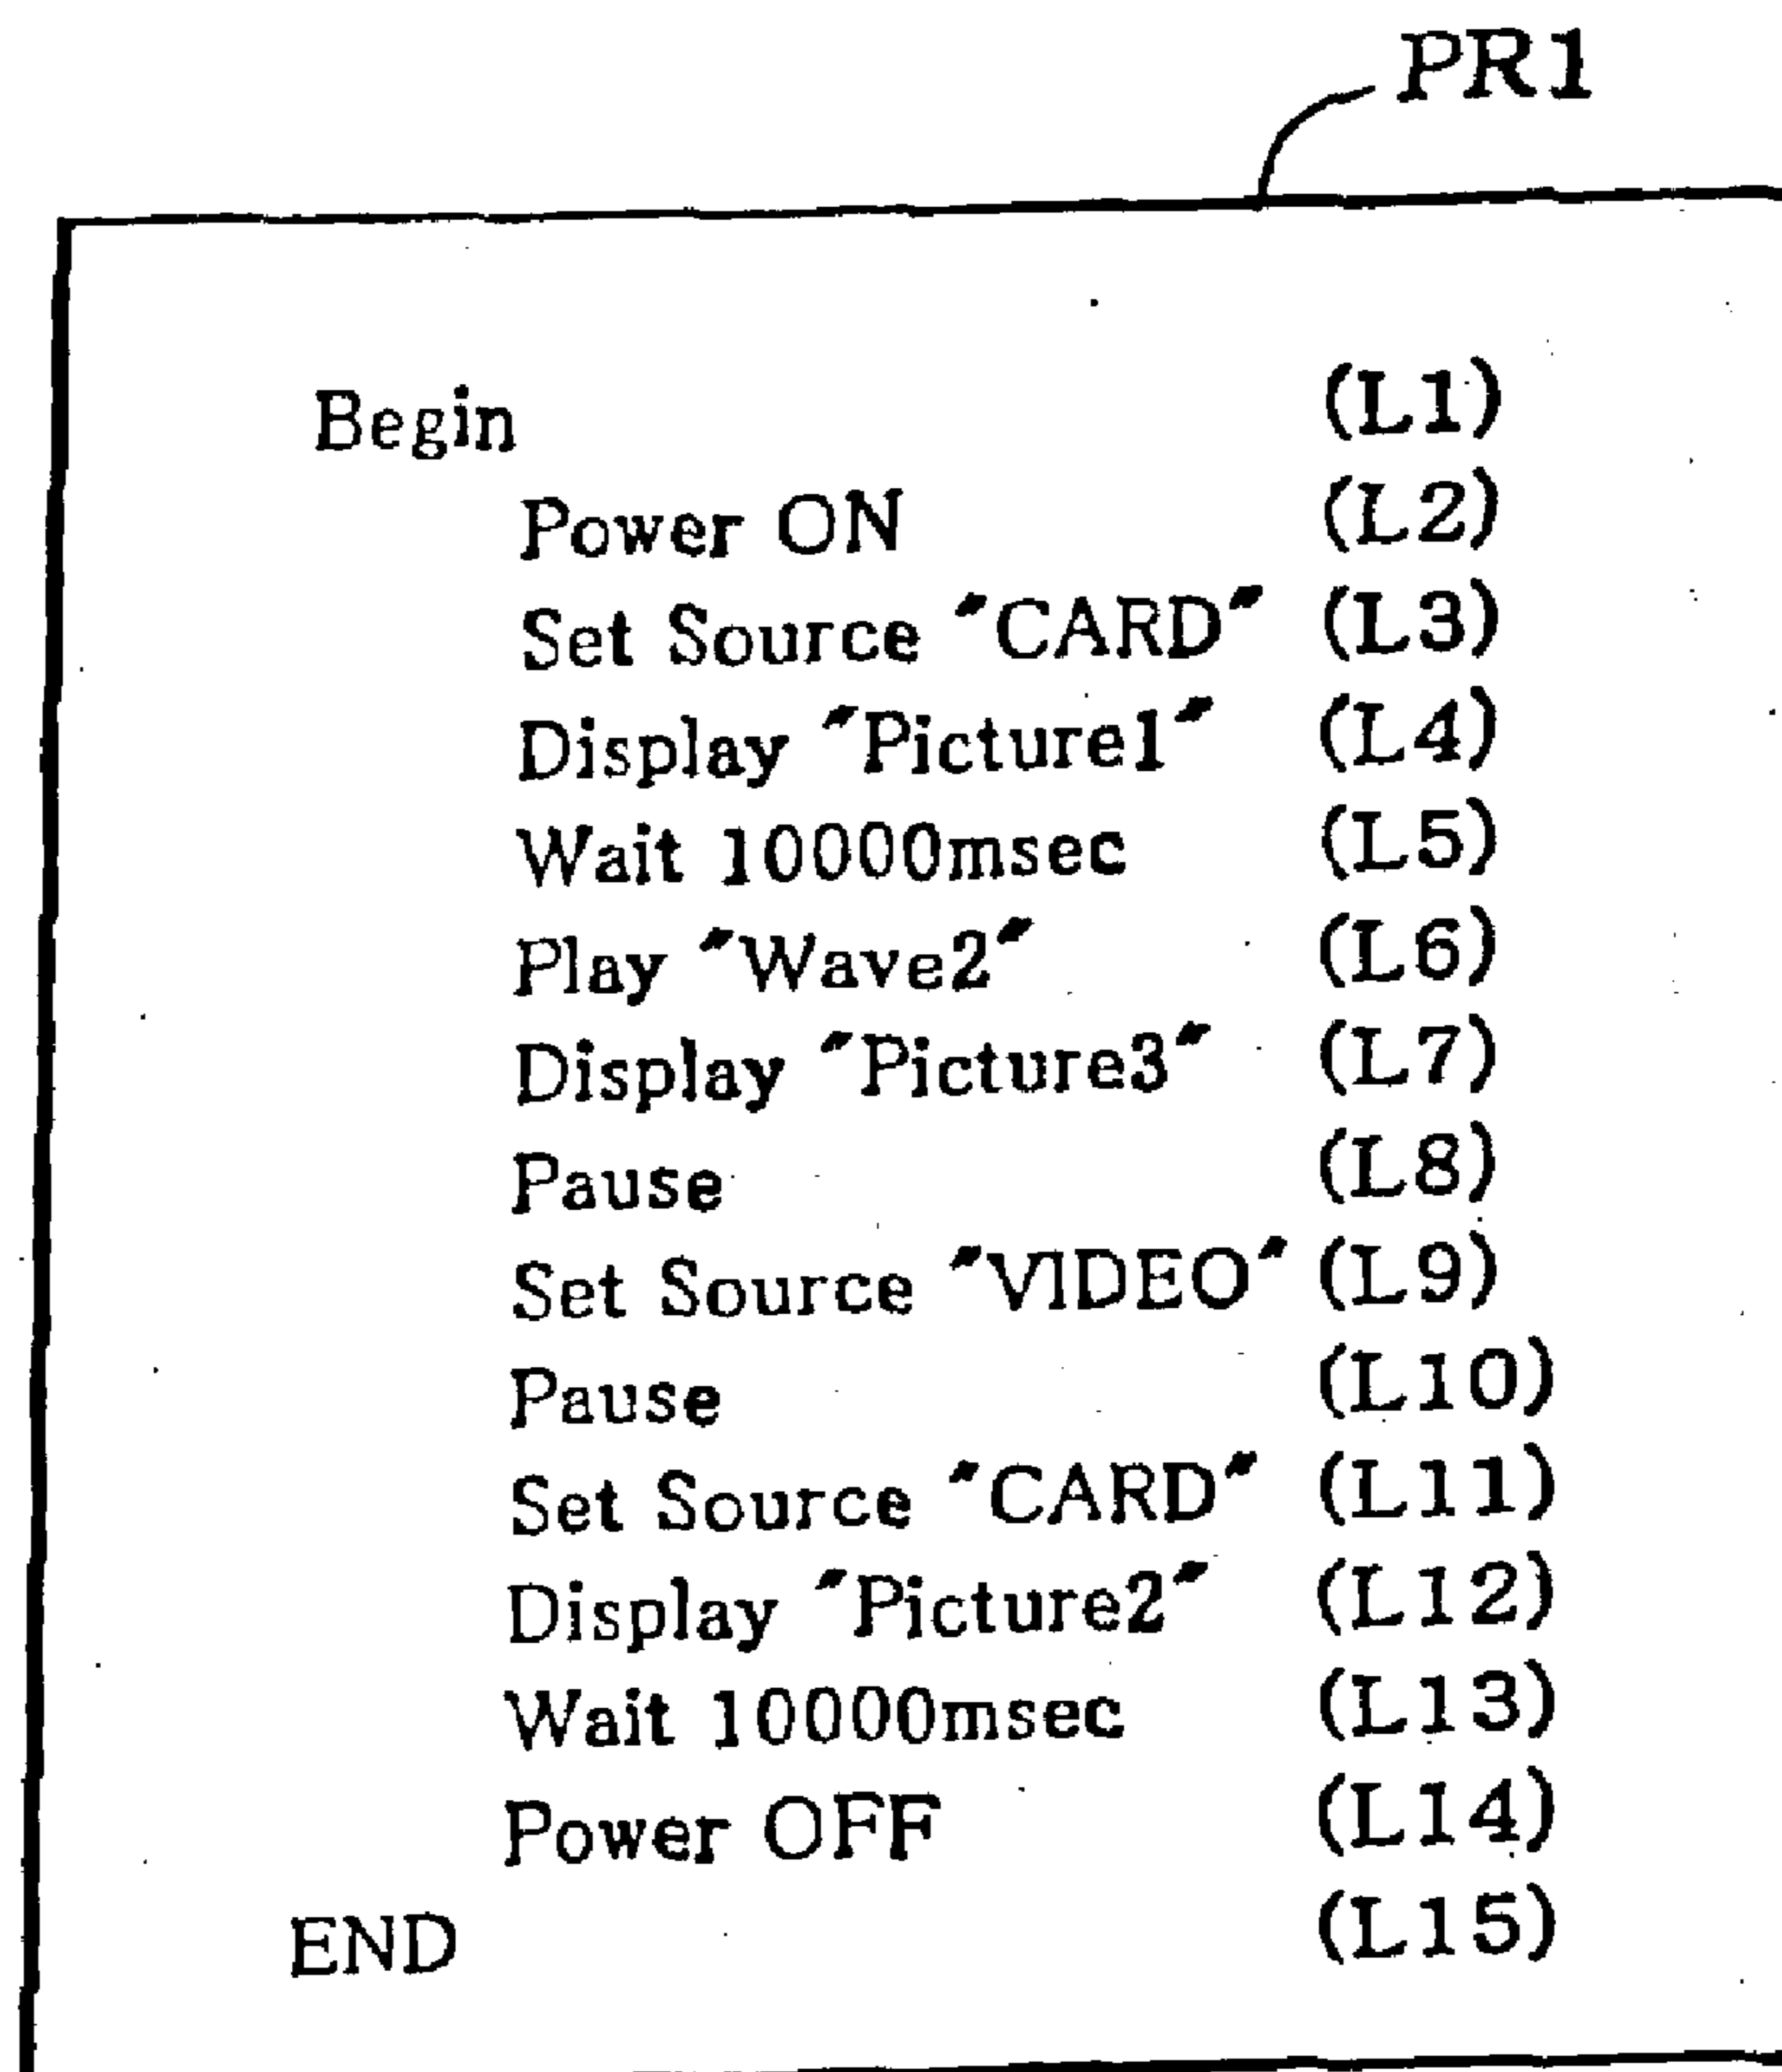 PR1
Begin (L1)
Power ON (L2)
Set Source "CARD" (L3)
Display "Picture1" (L4)
Wait 10000msec (L5)
Play "Wave2" (L6)
Display "Picture3" (L7)
Pause (L8)
Set Source "VIDEO" (L9)
Pause (L10)
Set Source "CARD" (L11)
Display "Picture2" (L12)
Wait 10000msec (L13)
Power OFF (L14)
END (L15)